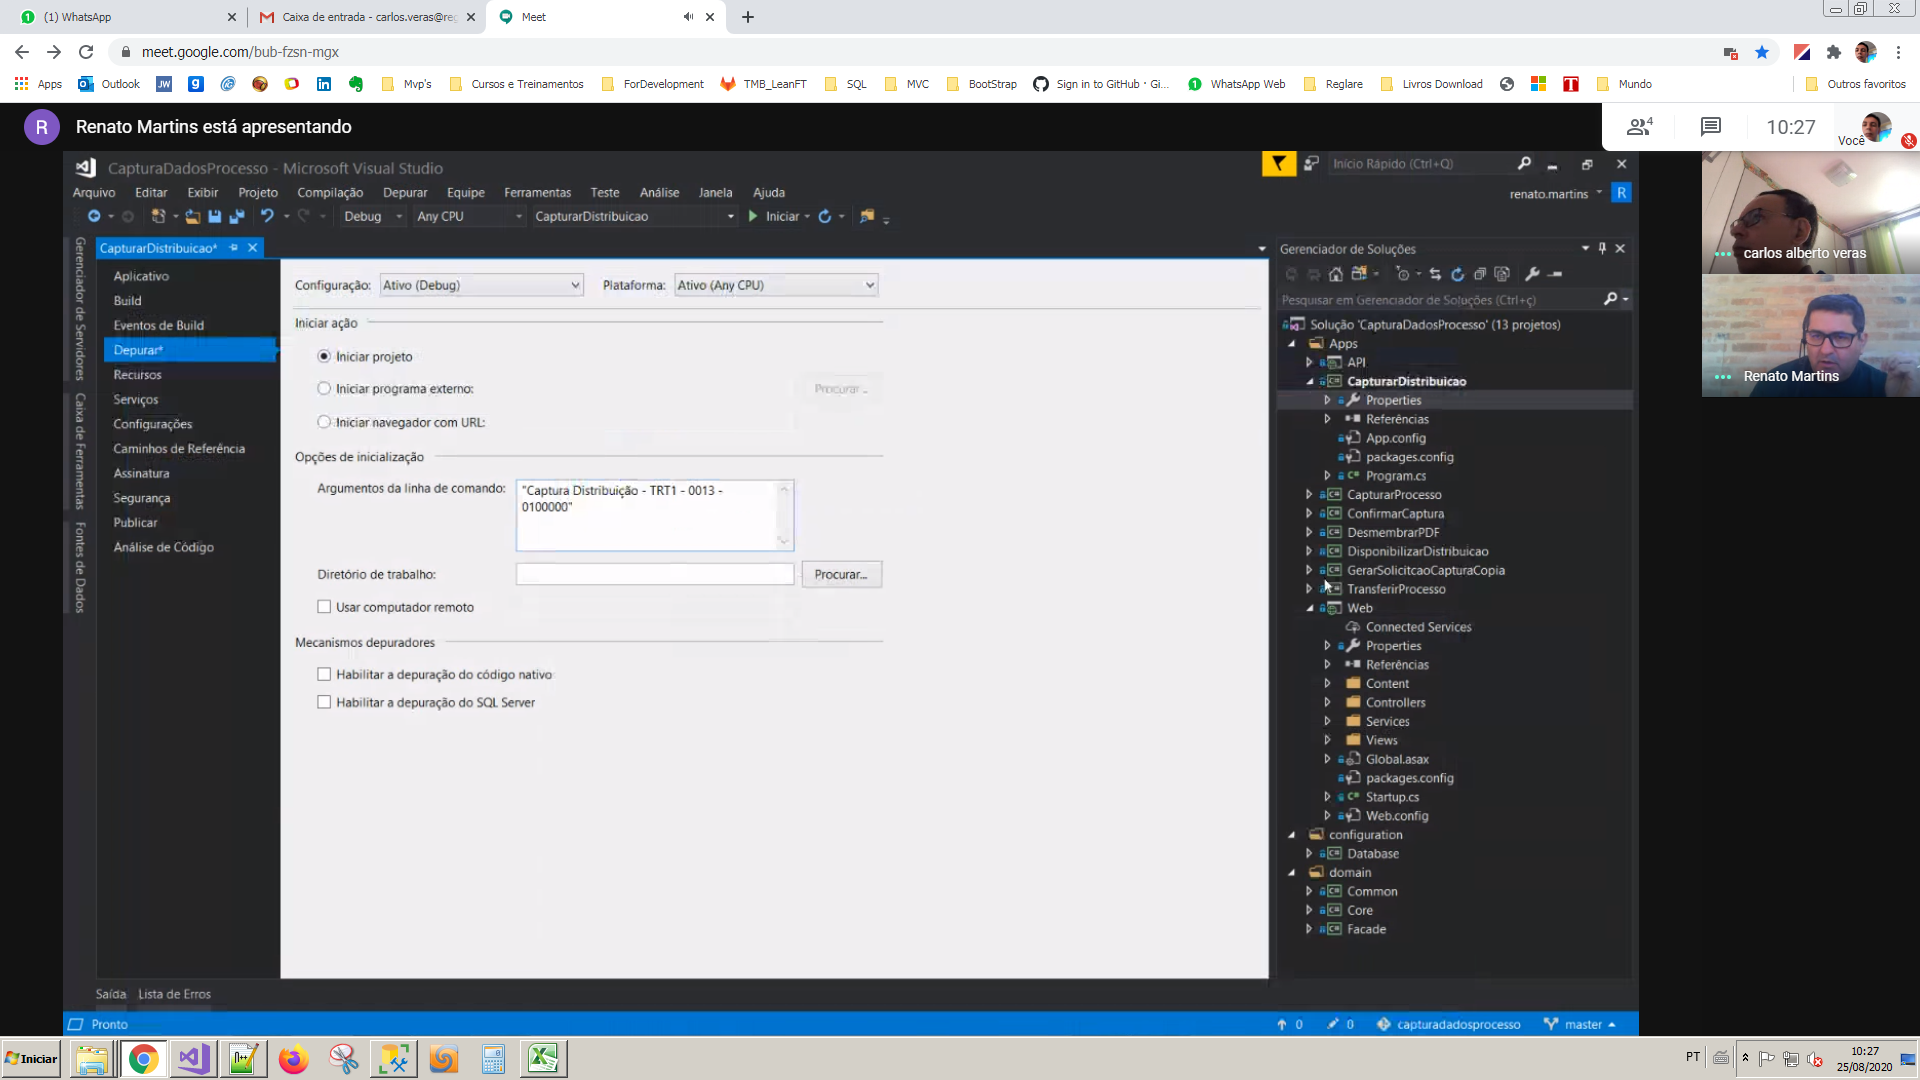 (1) WhatsApp
Caixa de entrada - carlos.veras@reg
Meet
meet.google.com/bub-fzsn-mgx
Apps
Outlook
Mvp's
Cursos e Treinamentos
ForDevelopment
TMB_LeanFT
SQL
MVC
BootStrap
Sign in to GitHub · Gi...
WhatsApp Web
Reglare
Livros Download
Mundo
Outros favoritos
R
Renato Martins está apresentando
4
10:27
Você
CapturaDadosProcesso - Microsoft Visual Studio
Início Rápido (Ctrl+Q)
Arquivo Editar Exibir Projeto Compilação Depurar Equipe Ferramentas Teste Análise Janela Ajuda
renato.martins
R
Debug
Any CPU
CapturarDistribuicao
Iniciar
Gerenciador de Servidores
Caixa de Ferramentas
Fontes de Dados
CapturarDistribuicao*
Aplicativo
Build
Eventos de Build
Depurar*
Recursos
Serviços
Configurações
Caminhos de Referência
Assinatura
Segurança
Publicar
Análise de Código
Configuração: Ativo (Debug)
Plataforma: Ativo (Any CPU)
Iniciar ação
Iniciar projeto
Iniciar programa externo:
Procurar...
Iniciar navegador com URL:
Opções de inicialização
Argumentos da linha de comando:
"Captura Distribuição - TRT1 - 0013 -
0100000"
Diretório de trabalho:
Procurar...
Usar computador remoto
Mecanismos depuradores
Habilitar a depuração do código nativo
Habilitar a depuração do SQL Server
Gerenciador de Soluções
Pesquisar em Gerenciador de Soluções (Ctrl+ç)
Solução 'CapturaDadosProcesso' (13 projetos)
Apps
API
CapturarDistribuicao
Properties
Referências
App.config
packages.config
Program.cs
CapturarProcesso
ConfirmarCaptura
DesmembrarPDF
DisponibilizarDistribuicao
GerarSolicitcaoCapturaCopia
TransferirProcesso
Web
Connected Services
Properties
Referências
Content
Controllers
Services
Views
Global.asax
packages.config
Startup.cs
Web.config
configuration
Database
domain
Common
Core
Facade
carlos alberto veras
Renato Martins
Saída
Lista de Erros
Pronto
0
0
capturadadosprocesso
master
Iniciar
PT
10:27
25/08/2020